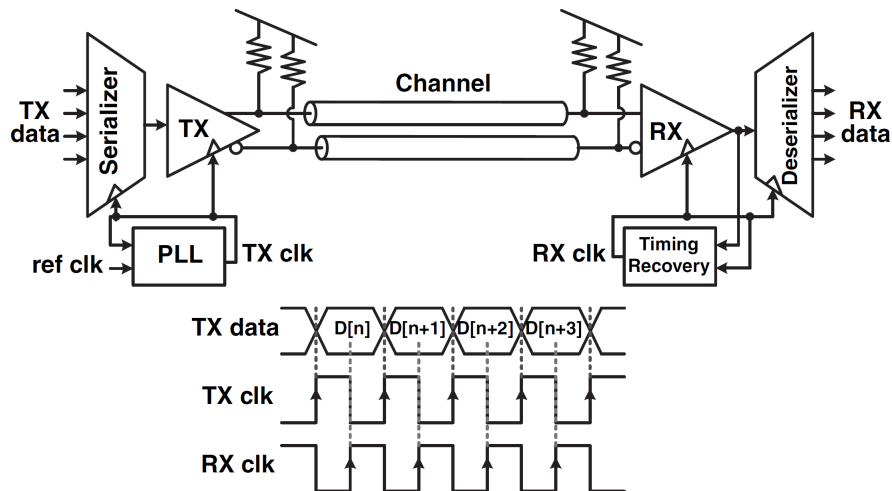 Channel
Serializer
TX
data
TX
RX
Deserializer
RX
data
ref clk
PLL
TX clk
RX clk
Timing
Recovery
TX data
D[n]
D[n+1]
D[n+2]
D[n+3]
TX clk
RX clk